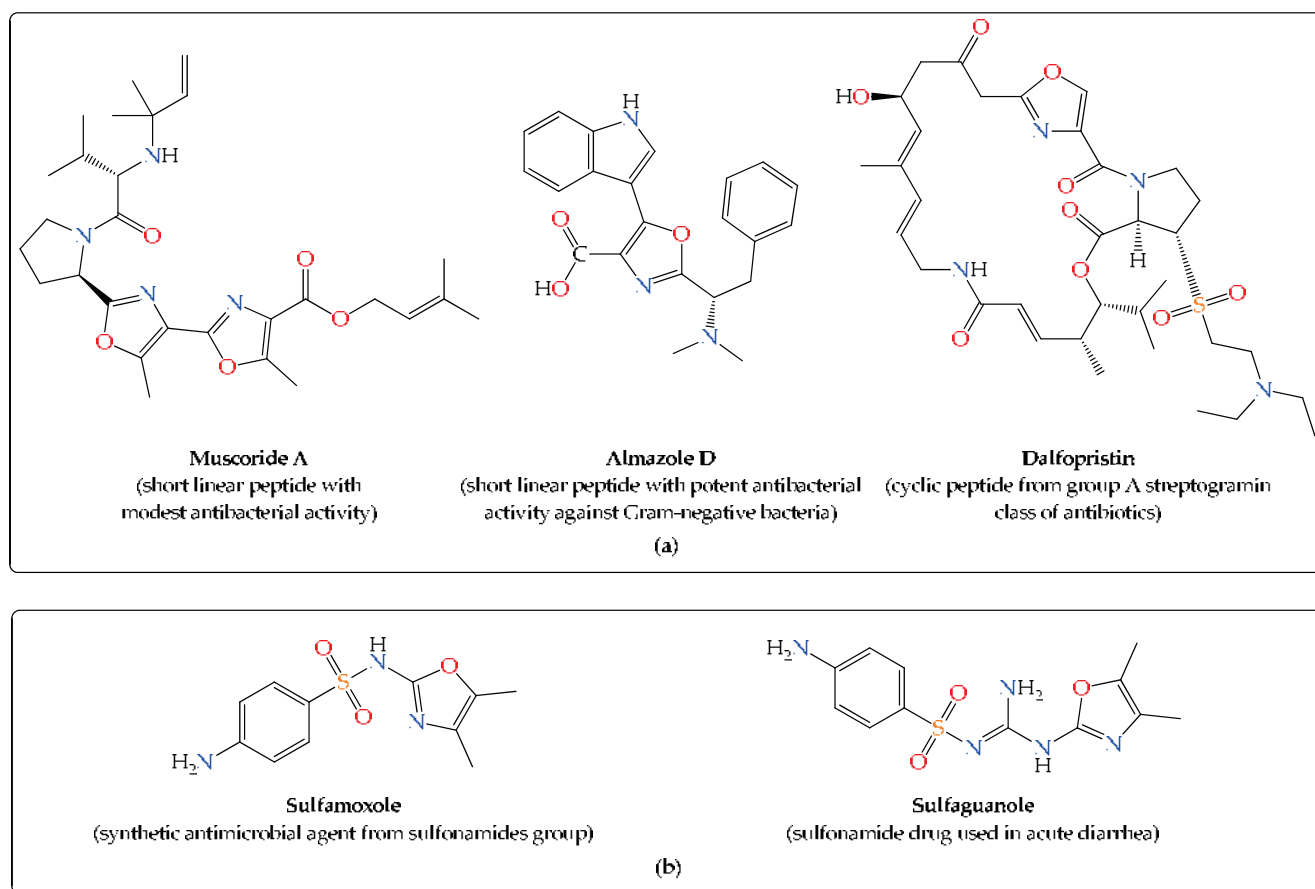 Muscoride A
(short linear peptide with
modest antibacterial activity)
Almazole D
(short linear peptide with potent antibacterial
activity against Gram-negative bacteria)
Dalfopristin
(cyclic peptide from group A streptogramin
class of antibiotics)
(a)
Sulfamoxole
(synthetic antimicrobial agent from sulfonamides group)
Sulfaguanole
(sulfonamide drug used in acute diarrhea)
(b)